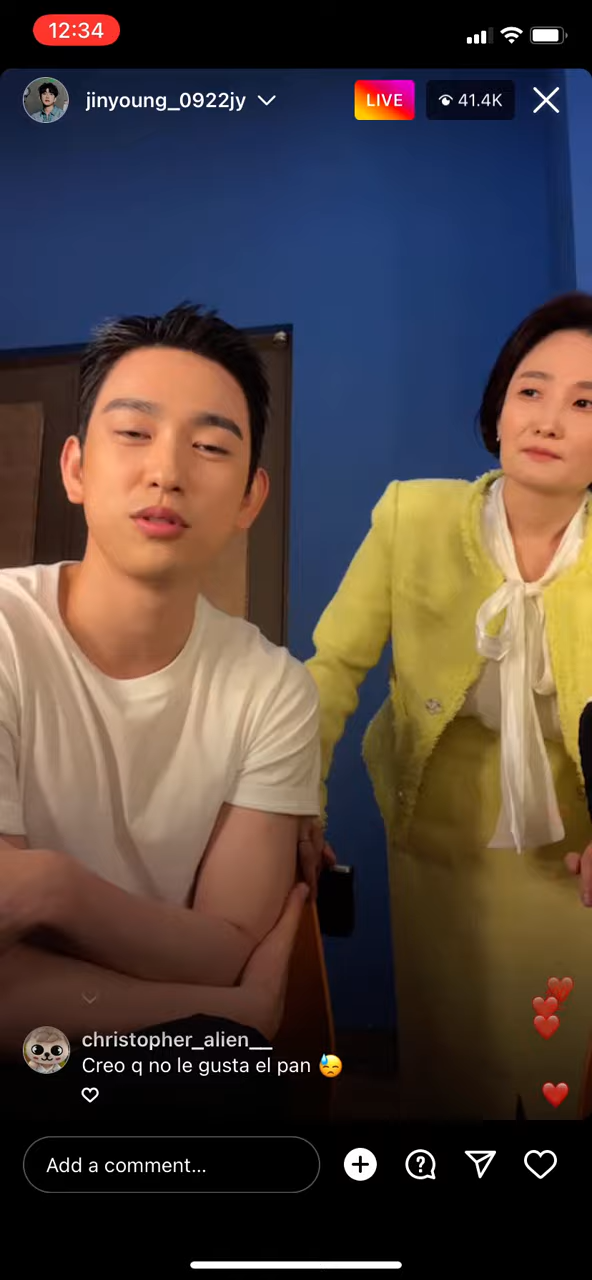 12:34
jinyoung_0922jy
LIVE
41.4K
christopher_alien__
Creo q no le gusta el pan 😓
Add a comment...